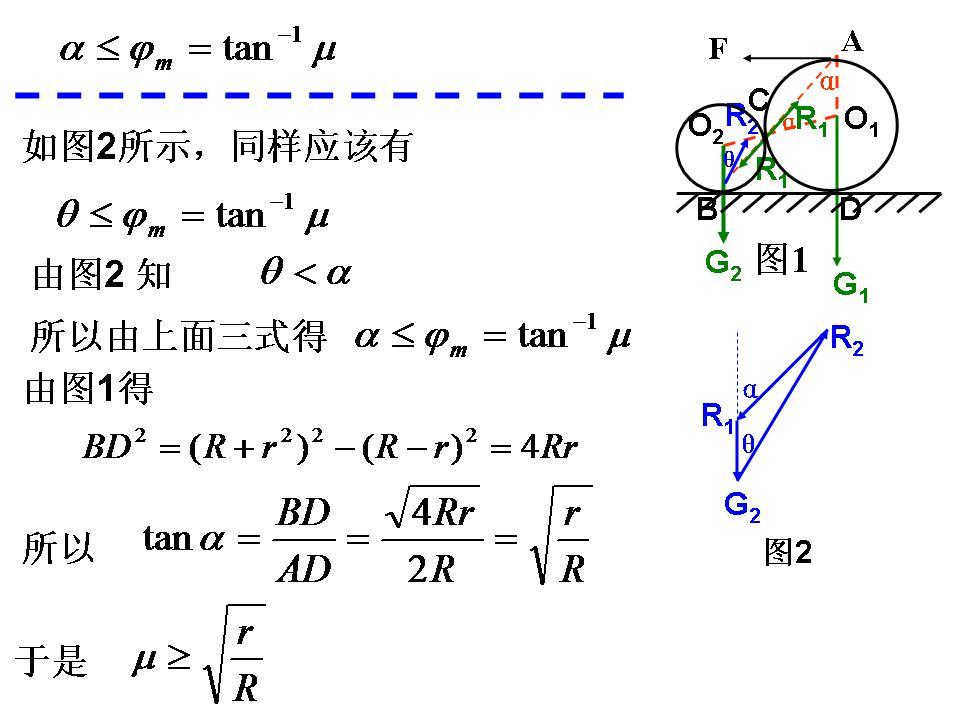 α ≤ φ_m = tan⁻¹ μ
如图2所示，同样应该有
θ ≤ φ_m = tan⁻¹ μ
由图2 知 θ < α
所以由上面三式得 α ≤ φ_m = tan⁻¹ μ
由图1得
BD² = (R + r²)² − (R − r)² = 4Rr
所以 tan α = BD/AD = √4Rr/2R = √(r/R)
于是 μ ≥ √(r/R)
F A
α
C
R₂ R₁ O₁
O₂ α
θ R₁
B D
G₂ 图1
G₁
R₂
α
R₁
θ
G₂
图2